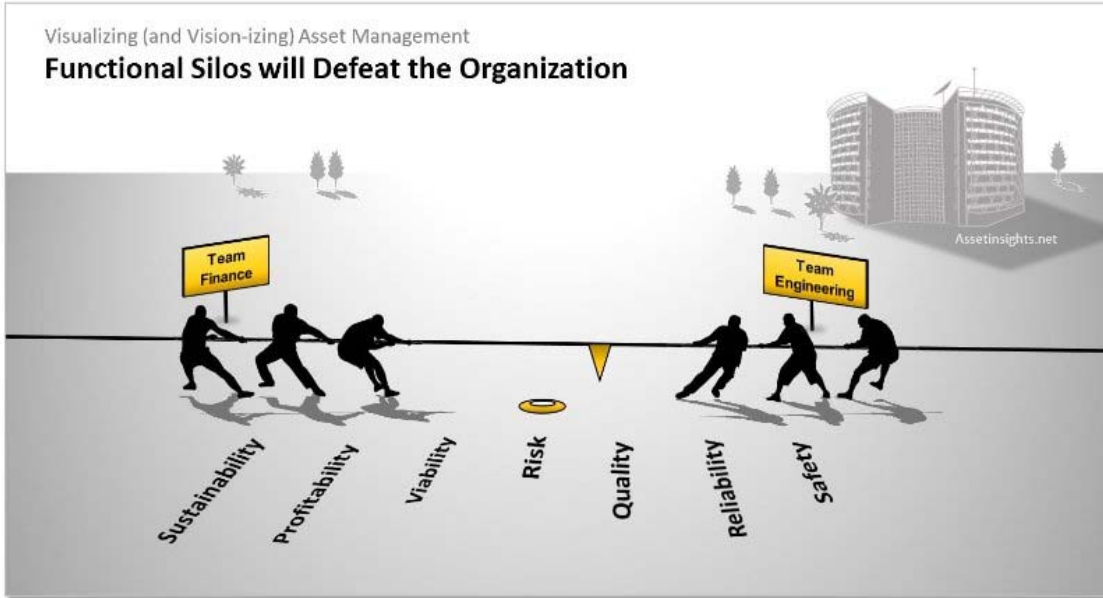 Visualizing (and Vision-izing) Asset Management
Functional Silos will Defeat the Organization
Assetinsights.net
Team
Finance
Team
Engineering
Sustainability
Profitability
Viability
Risk
Quality
Reliability
Safety